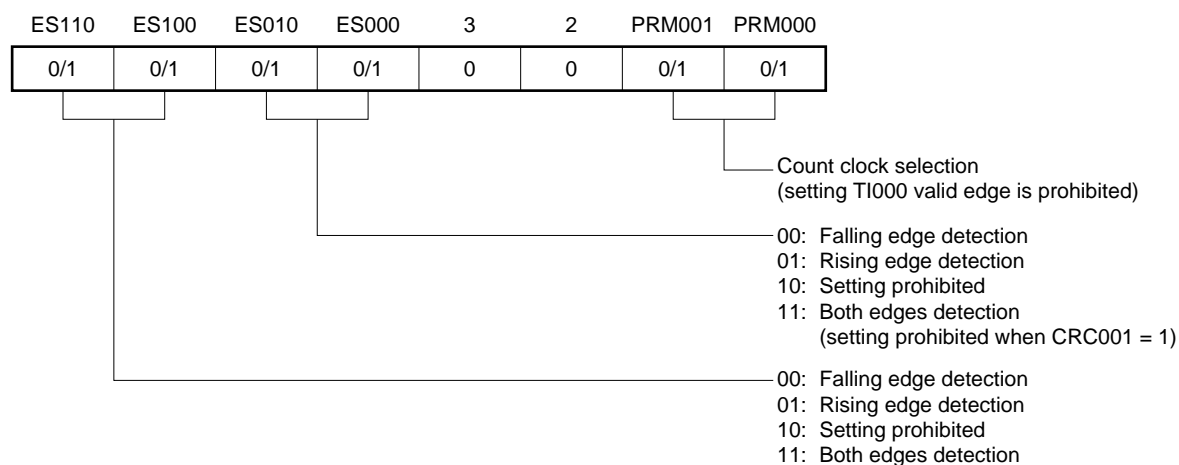 ES110 ES100 ES010 ES000 3 2 PRM001 PRM000
0/1 0/1 0/1 0/1 0 0 0/1 0/1
Count clock selection
(setting TI000 valid edge is prohibited)
00: Falling edge detection
01: Rising edge detection
10: Setting prohibited
11: Both edges detection
(setting prohibited when CRC001 = 1)
00: Falling edge detection
01: Rising edge detection
10: Setting prohibited
11: Both edges detection